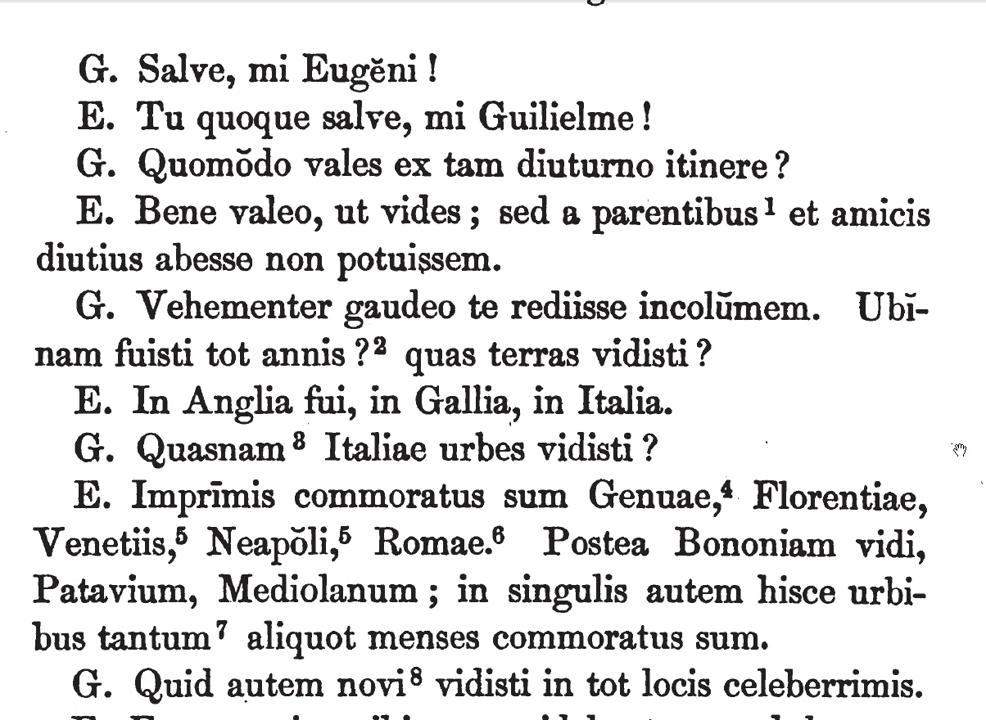 G. Salve, mi Eugĕni !
E. Tu quoque salve, mi Guilielme !
G. Quomŏdo vales ex tam diuturno itinere ?
E. Bene valeo, ut vides ; sed a parentibus¹ et amicis
diutius abesse non potuissem.
G. Vehementer gaudeo te rediisse incolŭmem. Ubĭ-
nam fuisti tot annis ?² quas terras vidisti ?
E. In Anglia fui, in Gallia, in Italia.
G. Quasnam³ Italiae urbes vidisti ?
E. Imprīmis commoratus sum Genuae,⁴ Florentiae,
Venetiis,⁵ Neapŏli,⁵ Romae.⁶ Postea Bononiam vidi,
Patavium, Mediolanum ; in singulis autem hisce urbi-
bus tantum⁷ aliquot menses commoratus sum.
G. Quid autem novi⁸ vidisti in tot locis celeberrimis.